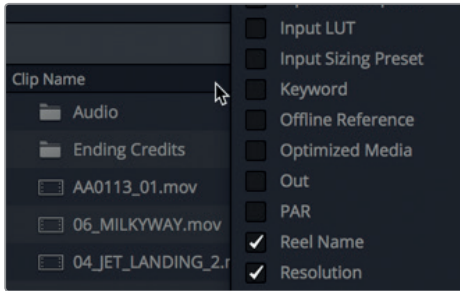 Input LUT
Input Sizing Preset
Clip Name
Keyword
Audio
Offline Reference
Ending Credits
Optimized Media
AA0113_01.mov
Out
PAR
06_MILKYWAY.mov
Reel Name
04_JET_LANDING_2.
Resolution